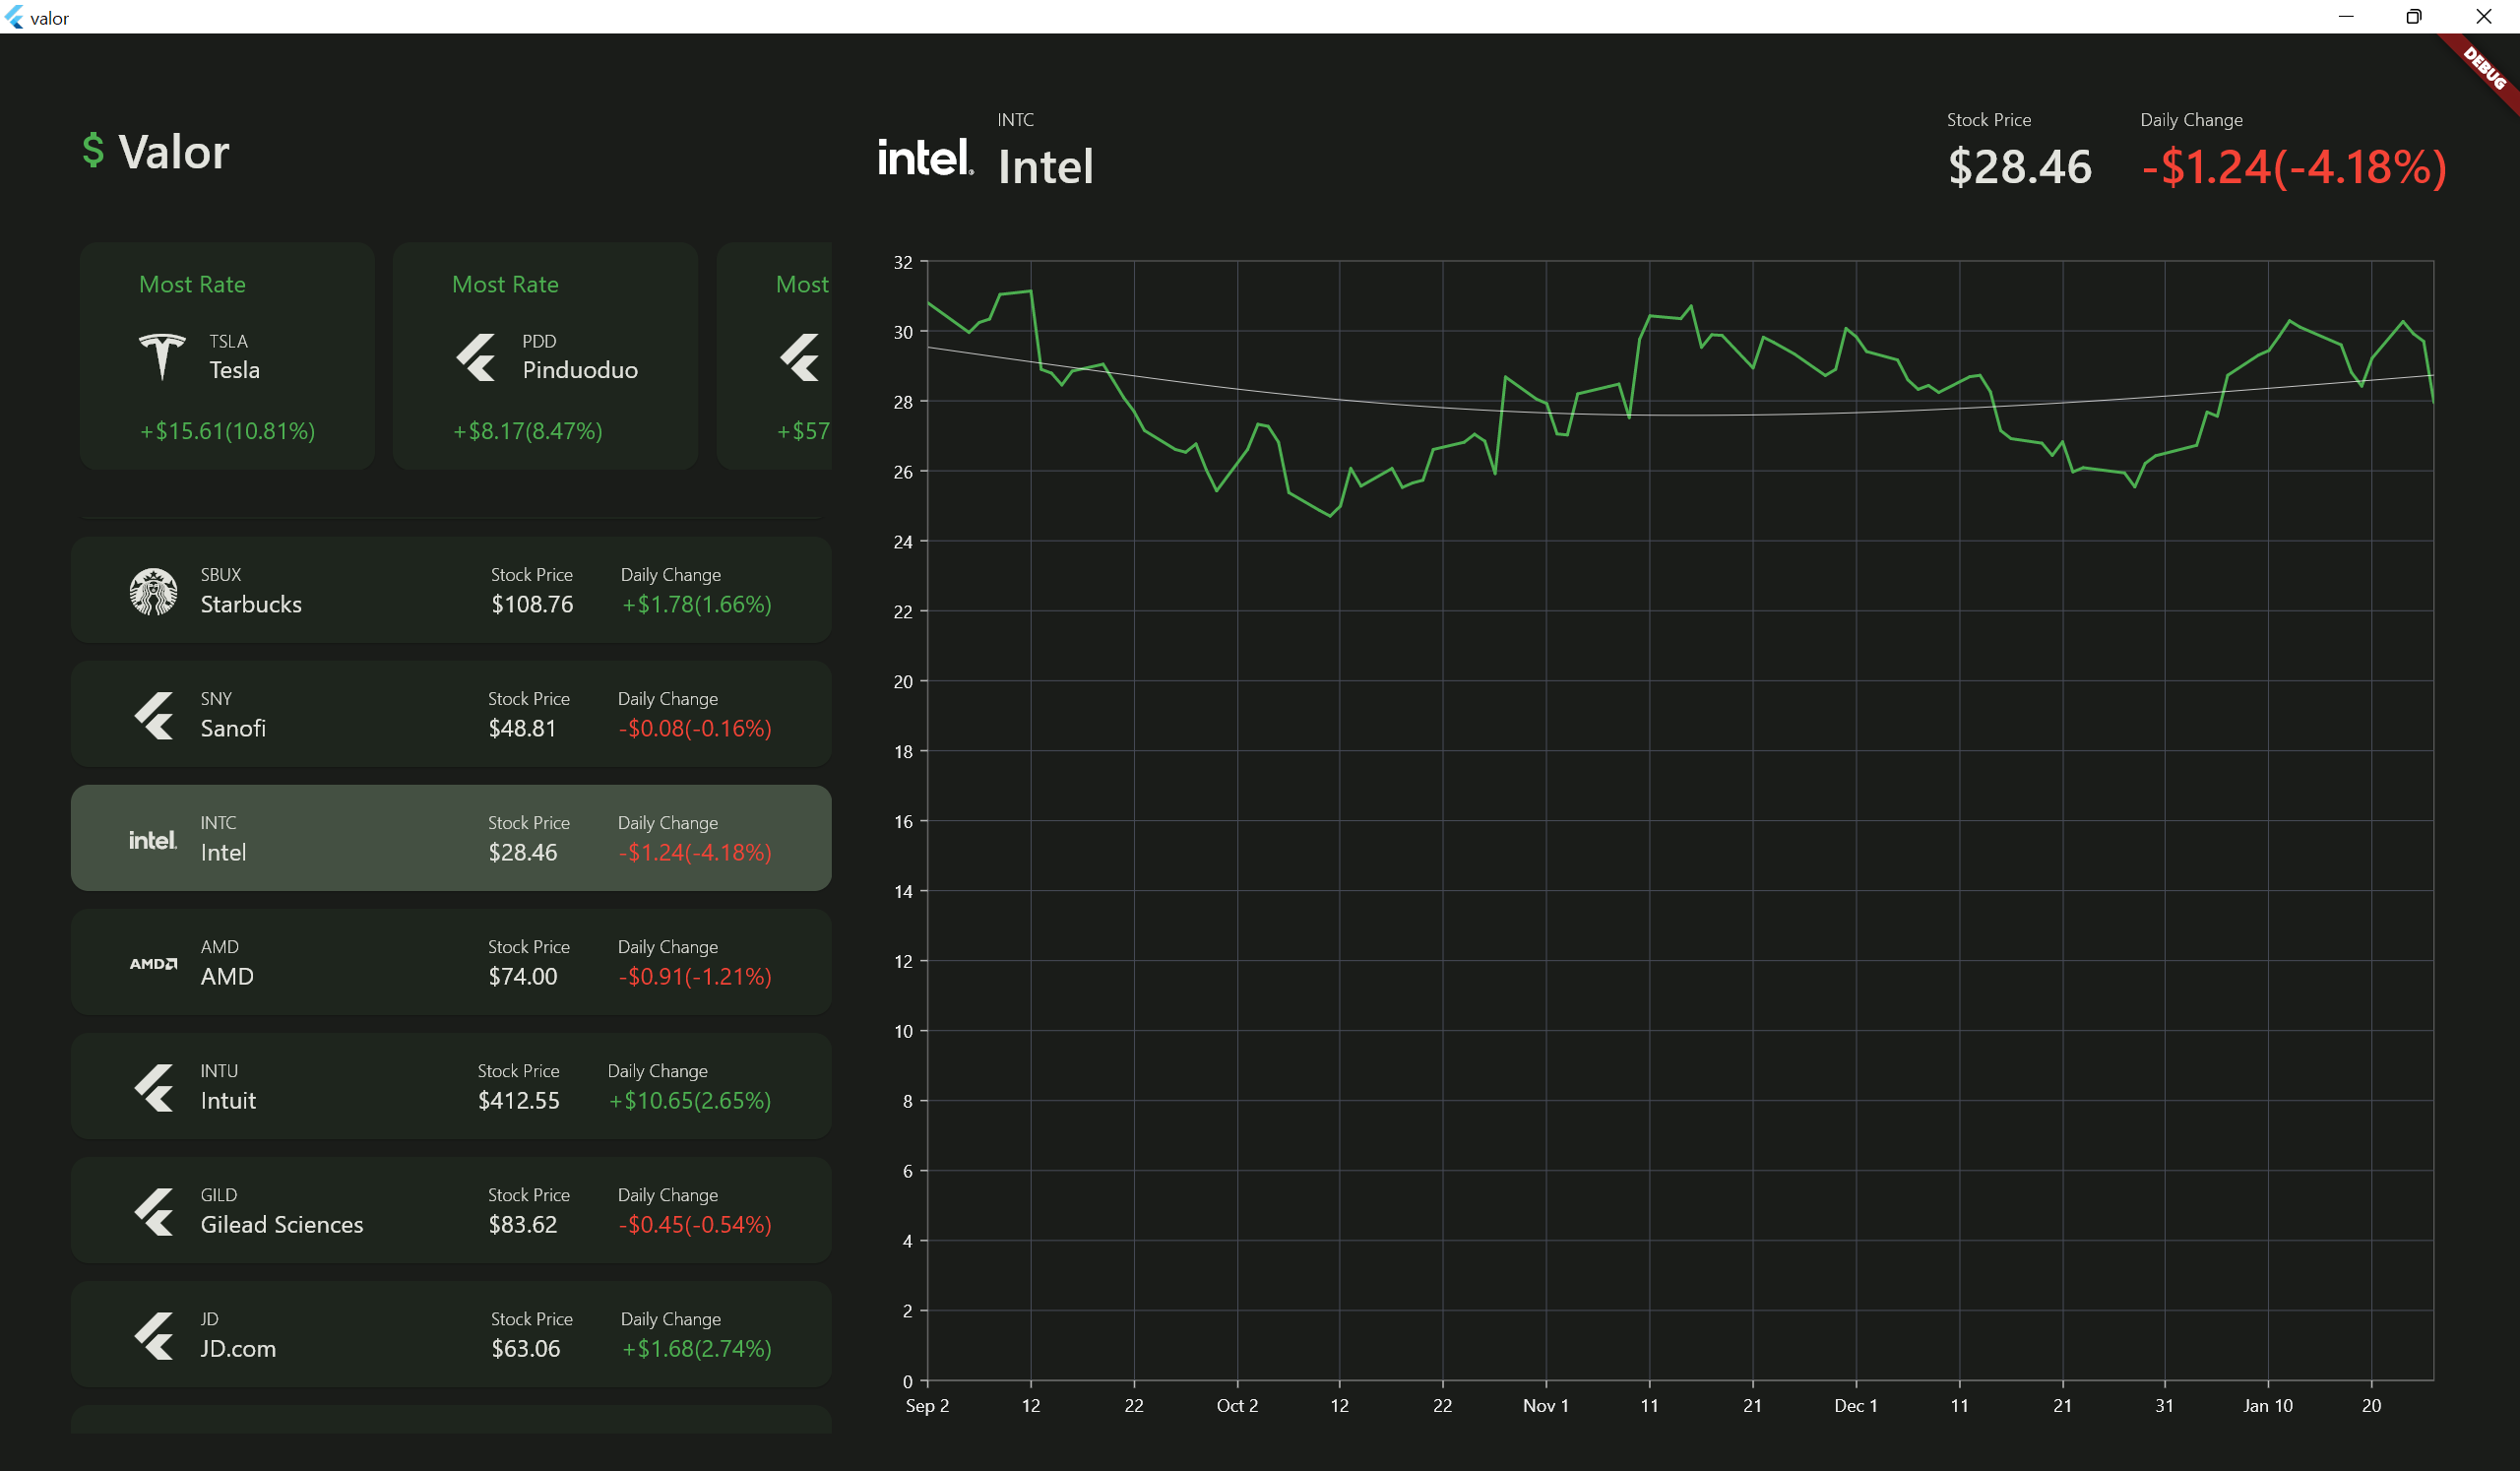 valor
DEBUG
$ Valor
Most Rate
TSLA
Tesla
+$15.61(10.81%)
Most Rate
PDD
Pinduoduo
+$8.17(8.47%)
Most
+$57
SBUX
Starbucks
Stock Price
$108.76
Daily Change
+$1.78(1.66%)
SNY
Sanofi
Stock Price
$48.81
Daily Change
-$0.08(-0.16%)
intel.
INTC
Intel
Stock Price
$28.46
Daily Change
-$1.24(-4.18%)
AMD
AMD
AMD
Stock Price
$74.00
Daily Change
-$0.91(-1.21%)
INTU
Intuit
Stock Price
$412.55
Daily Change
+$10.65(2.65%)
GILD
Gilead Sciences
Stock Price
$83.62
Daily Change
-$0.45(-0.54%)
JD
JD.com
Stock Price
$63.06
Daily Change
+$1.68(2.74%)
intel.
INTC
Intel
Stock Price
$28.46
Daily Change
-$1.24(-4.18%)
32
30
28
26
24
22
20
18
16
14
12
10
8
6
4
2
0
Sep 2 12 22 Oct 2 12 22 Nov 1 11 21 Dec 1 11 21 31 Jan 10 20